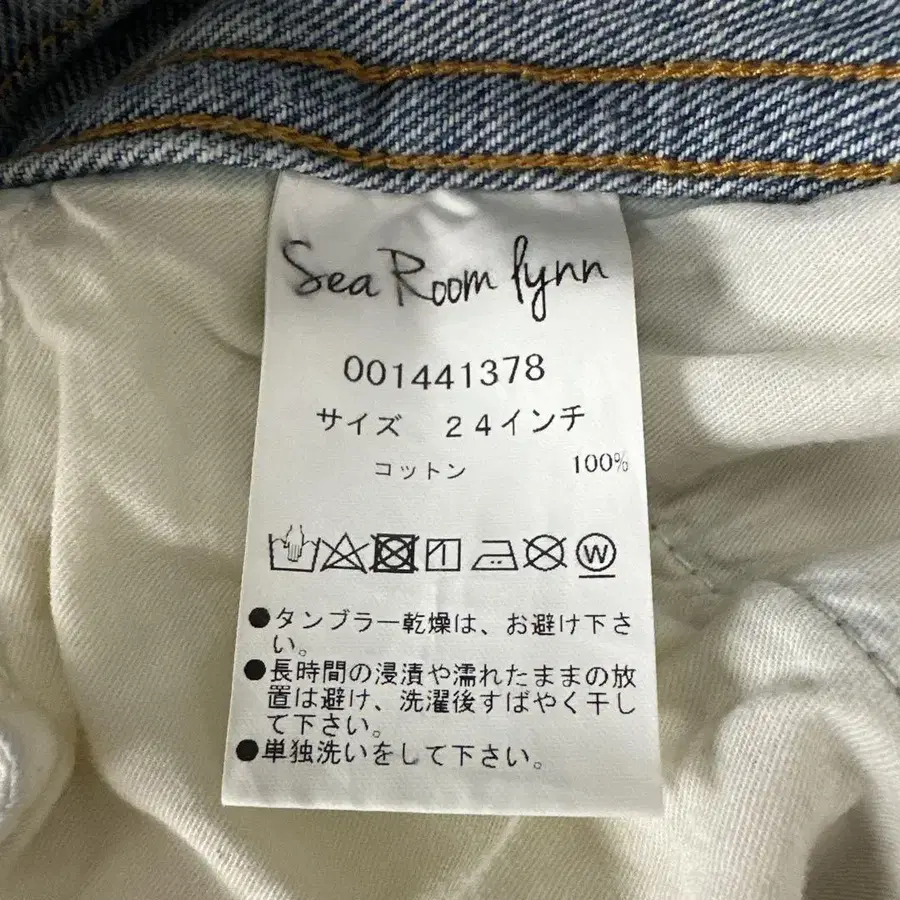 Sea Room lynn
001441378
サイズ 24インチ
コットン 100%
W
●タンブラー乾燥は、お避け下さ
い。
●長時間の浸漬や濡れたままの放
置は避け、洗濯後すばやく干し
て下さい。
●単独洗いをして下さい。